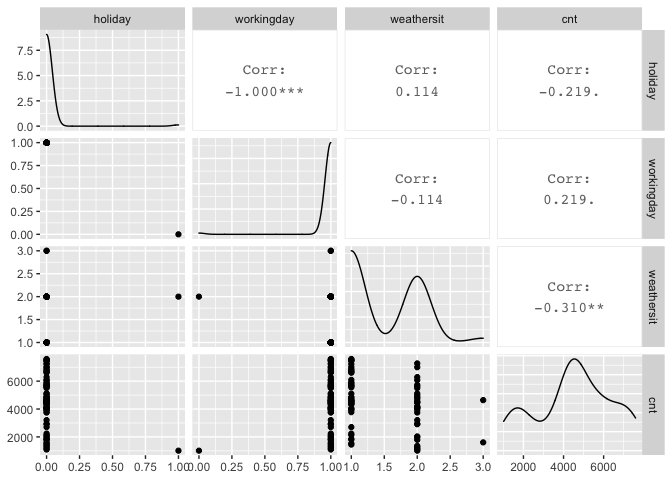 holiday workingday weathersit cnt
7.5
5.0
2.5
0.0
Corr:
-1.000***
Corr:
0.114
Corr:
-0.219.
holiday
1.00
0.75
0.50
0.25
0.00
Corr:
-0.114
Corr:
0.219.
workingday
3.0
2.5
2.0
1.5
1.0
Corr:
-0.310**
weathersit
6000
4000
2000
cnt
0.00 0.25 0.50 0.75 1.00 0.00 0.25 0.50 0.75 1.00 1.0 1.5 2.0 2.5 3.0 2000 4000 6000